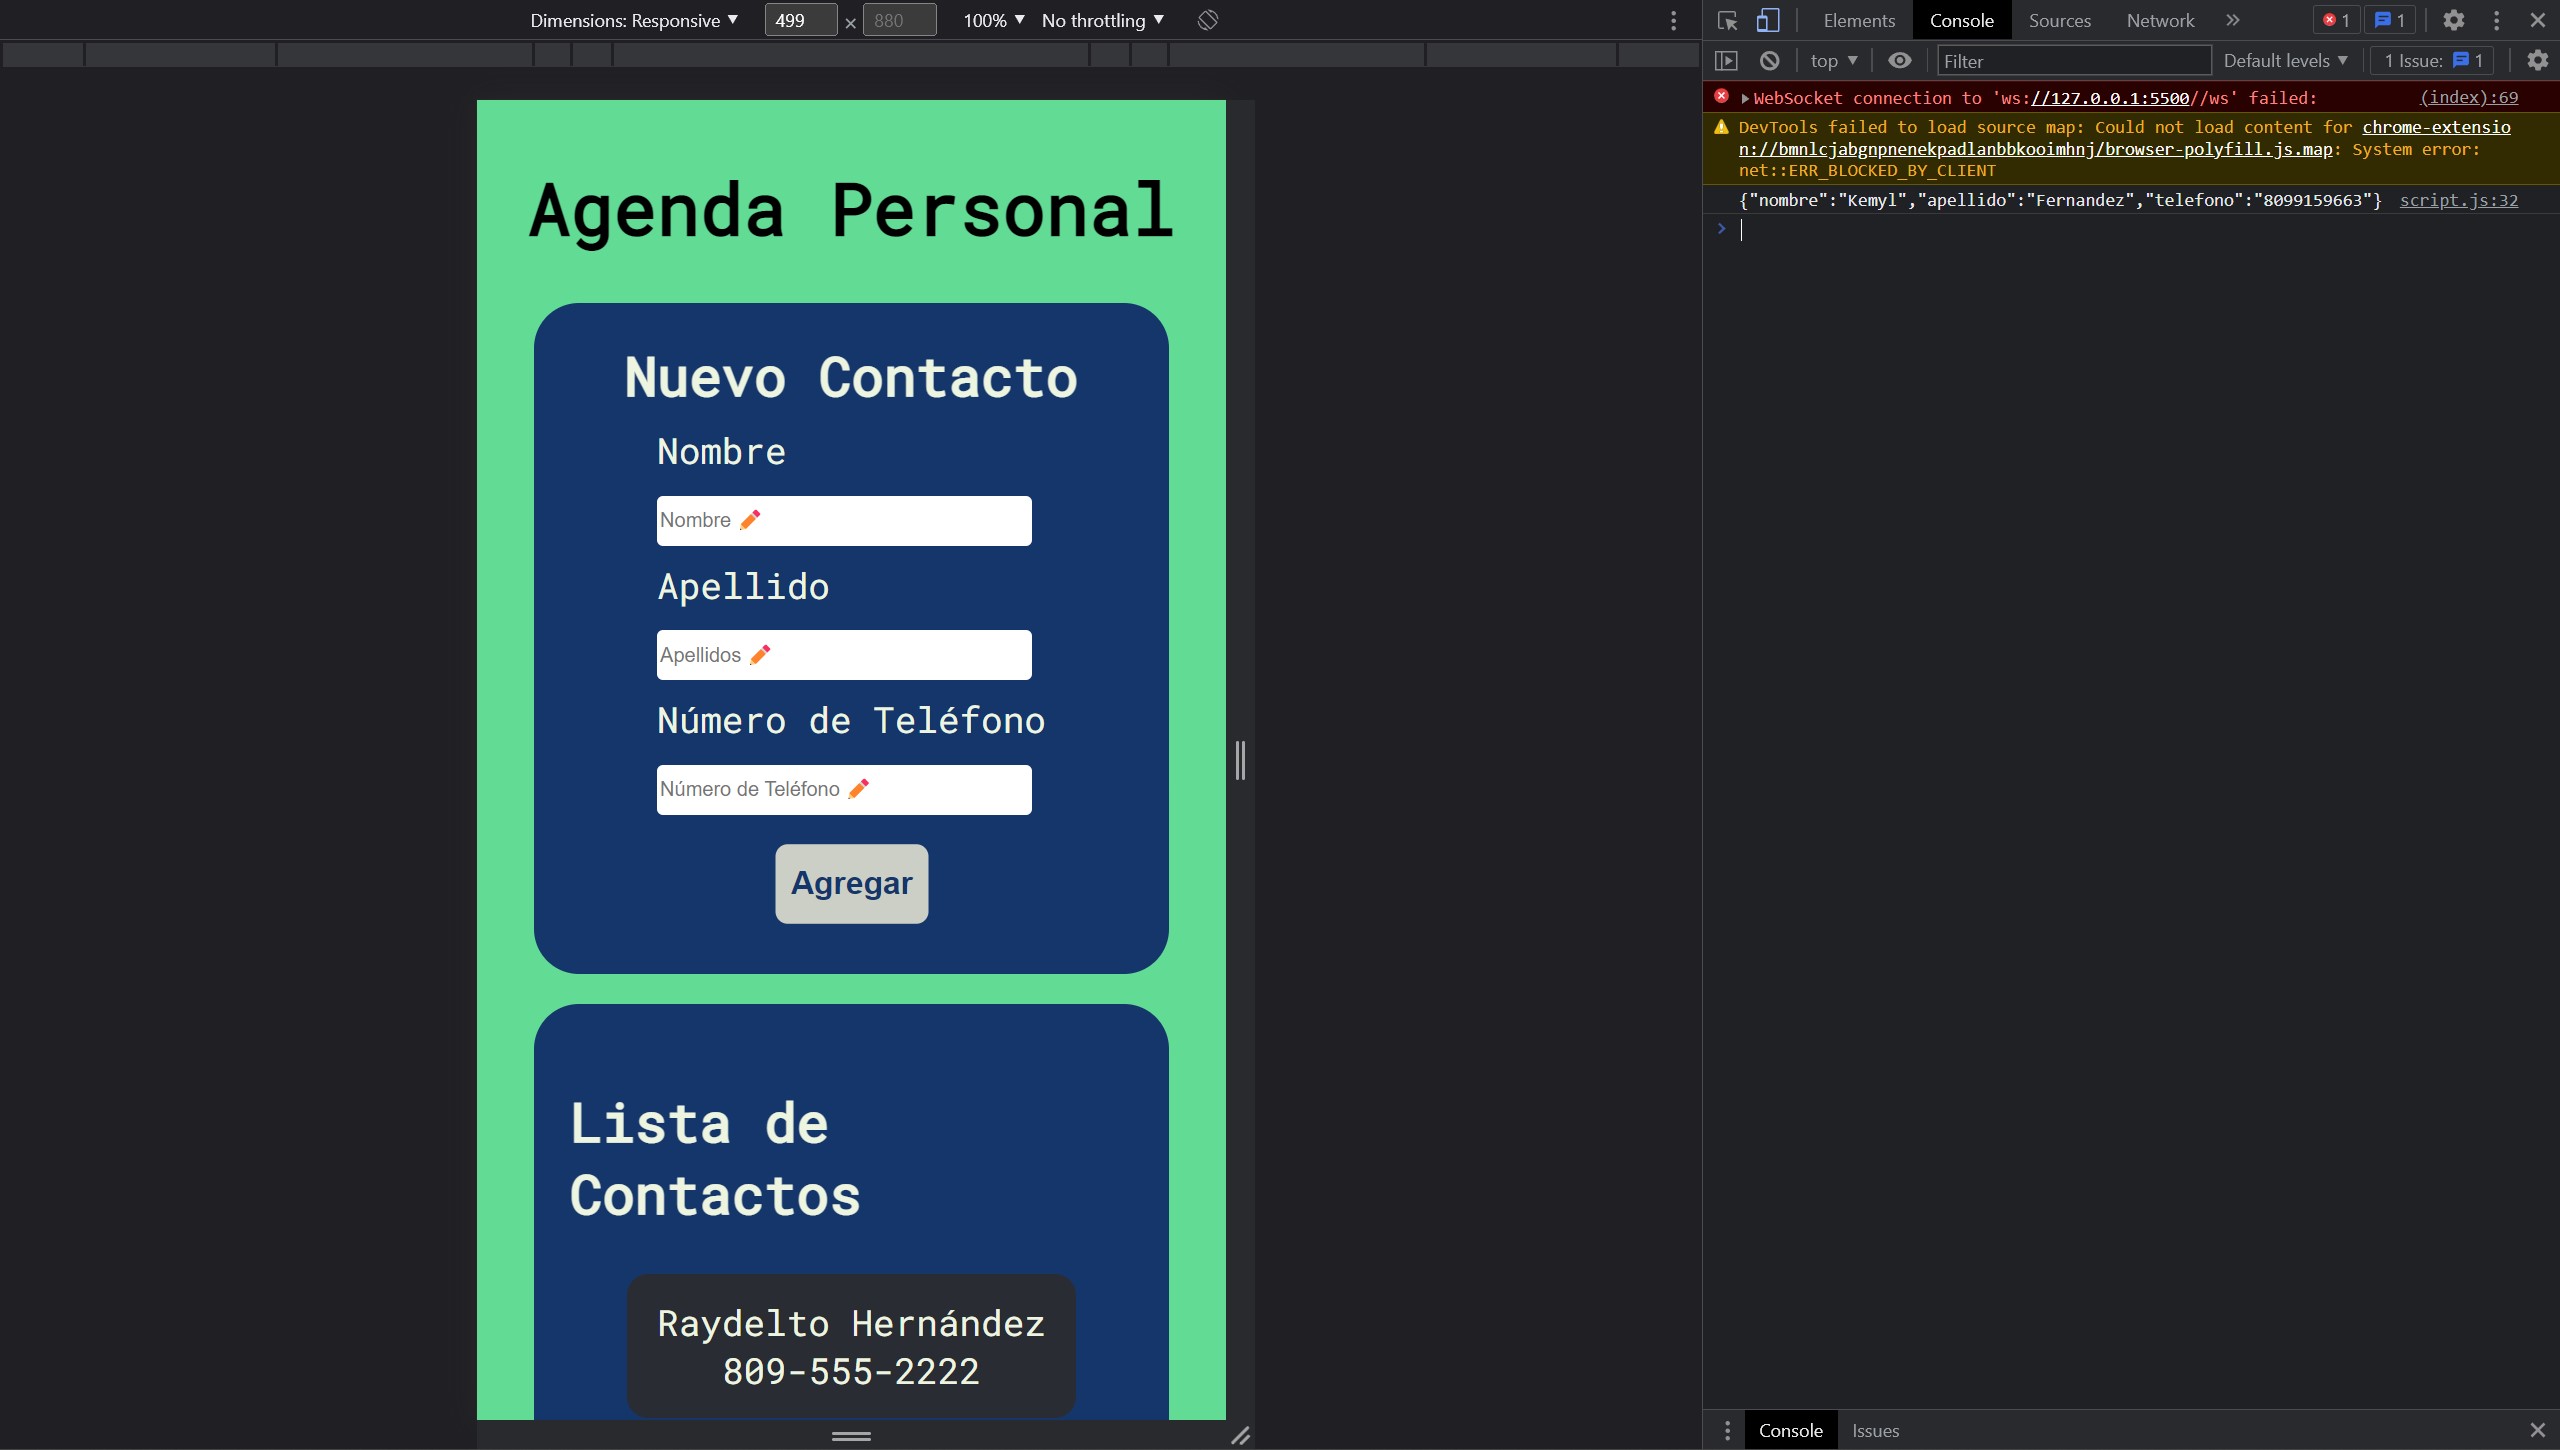 Dimensions: Responsive ▼ 499 × 880 100% ▼ No throttling ▼
Agenda Personal
Nuevo Contacto
Nombre
Nombre ✏️
Apellido
Apellidos ✏️
Número de Teléfono
Número de Teléfono ✏️
Agregar
Lista de
Contactos
Raydelto Hernández
809-555-2222
Elements Console Sources Network » 1 1
top ▼ Filter Default levels ▼ 1 Issue: 1
WebSocket connection to 'ws://127.0.0.1:5500//ws' failed: (index):69
DevTools failed to load source map: Could not load content for chrome-extensio
n://bmnlcjabgnpnenekpadlanbbkooimhnj/browser-polyfill.js.map: System error:
net::ERR_BLOCKED_BY_CLIENT
{"nombre":"Kemyl","apellido":"Fernandez","telefono":"8099159663"} script.js:32
Console Issues